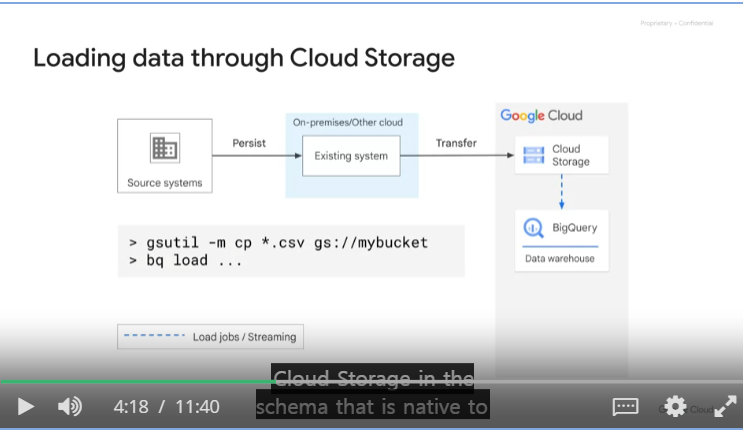 Proprietary + Confidential
Loading data through Cloud Storage
Google Cloud
On-premises/Other cloud
Source systems
Persist
Existing system
Transfer
Cloud
Storage
BigQuery
Data warehouse
> gsutil -m cp *.csv gs://mybucket
> bq load ...
Load jobs / Streaming
Cloud Storage in the
schema that is native to
4:18 / 11:40
Cloud